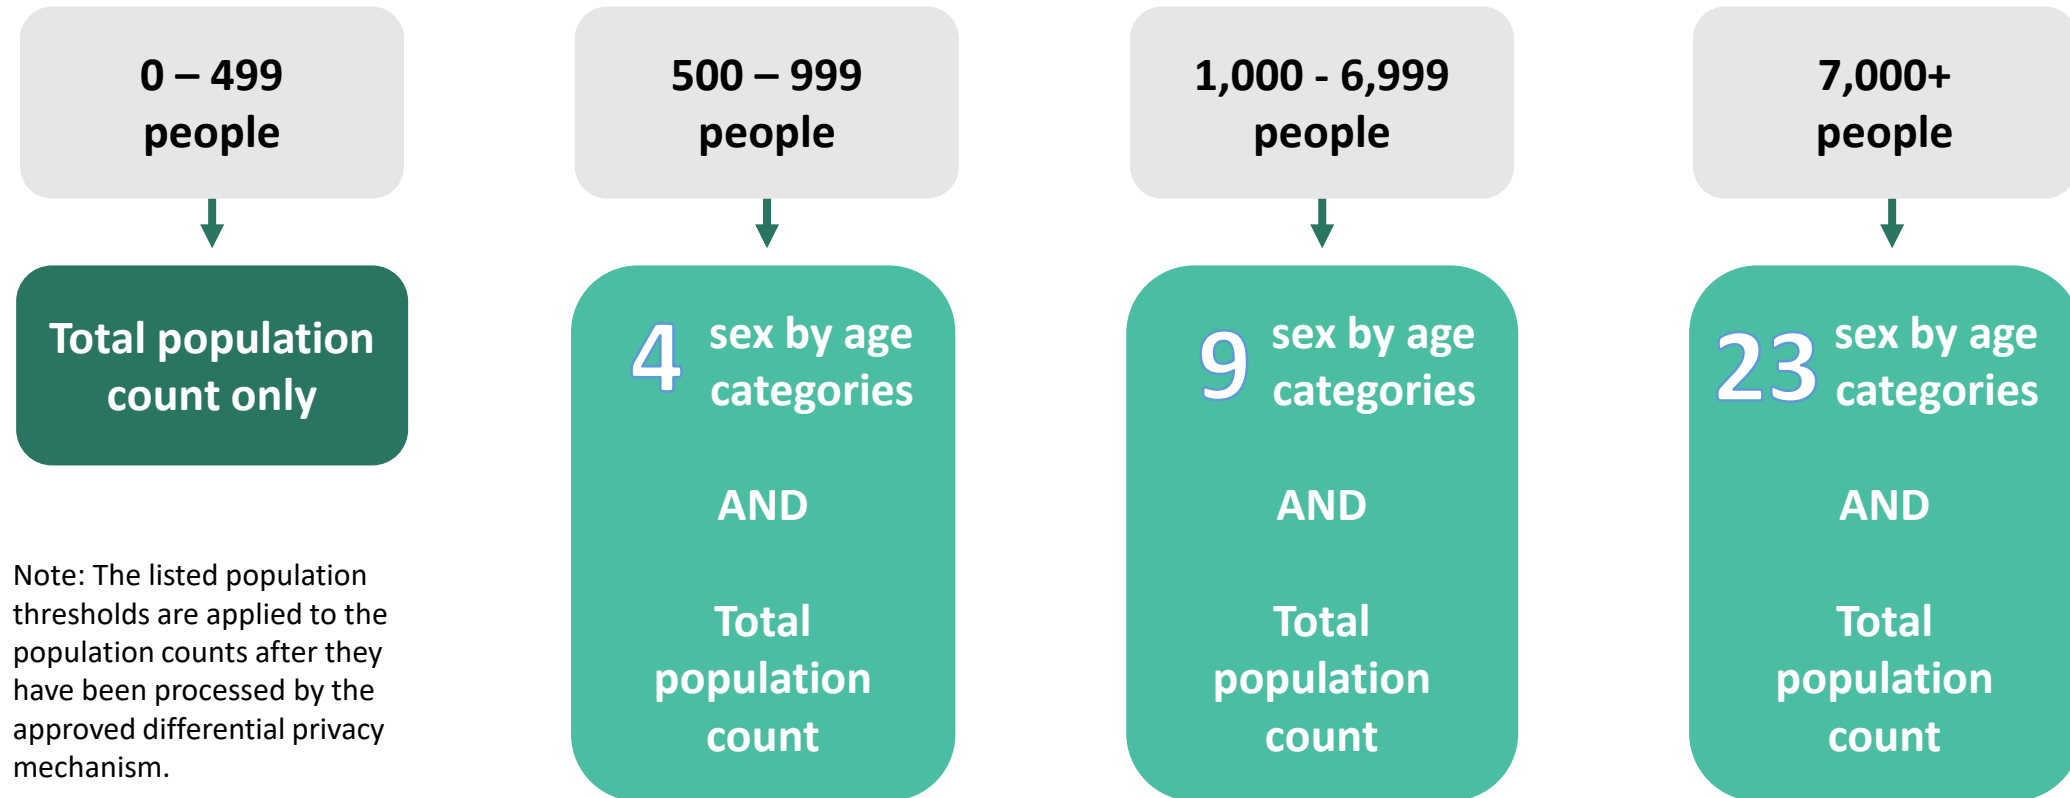 0 – 499
people
Total population
count only
Note: The listed population
thresholds are applied to the
population counts after they
have been processed by the
approved differential privacy
mechanism.
500 – 999
people
4 sex by age
categories
AND
Total
population
count
1,000 - 6,999
people
9 sex by age
categories
AND
Total
population
count
7,000+
people
23 sex by age
categories
AND
Total
population
count